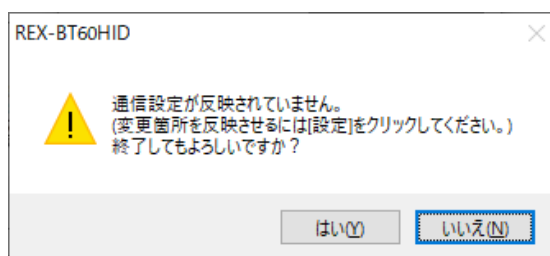 REX-BT60HID
通信設定が反映されていません。
(変更箇所を反映させるには[設定]をクリックしてください。)
終了してもよろしいですか?
はい(Y)
いいえ(N)